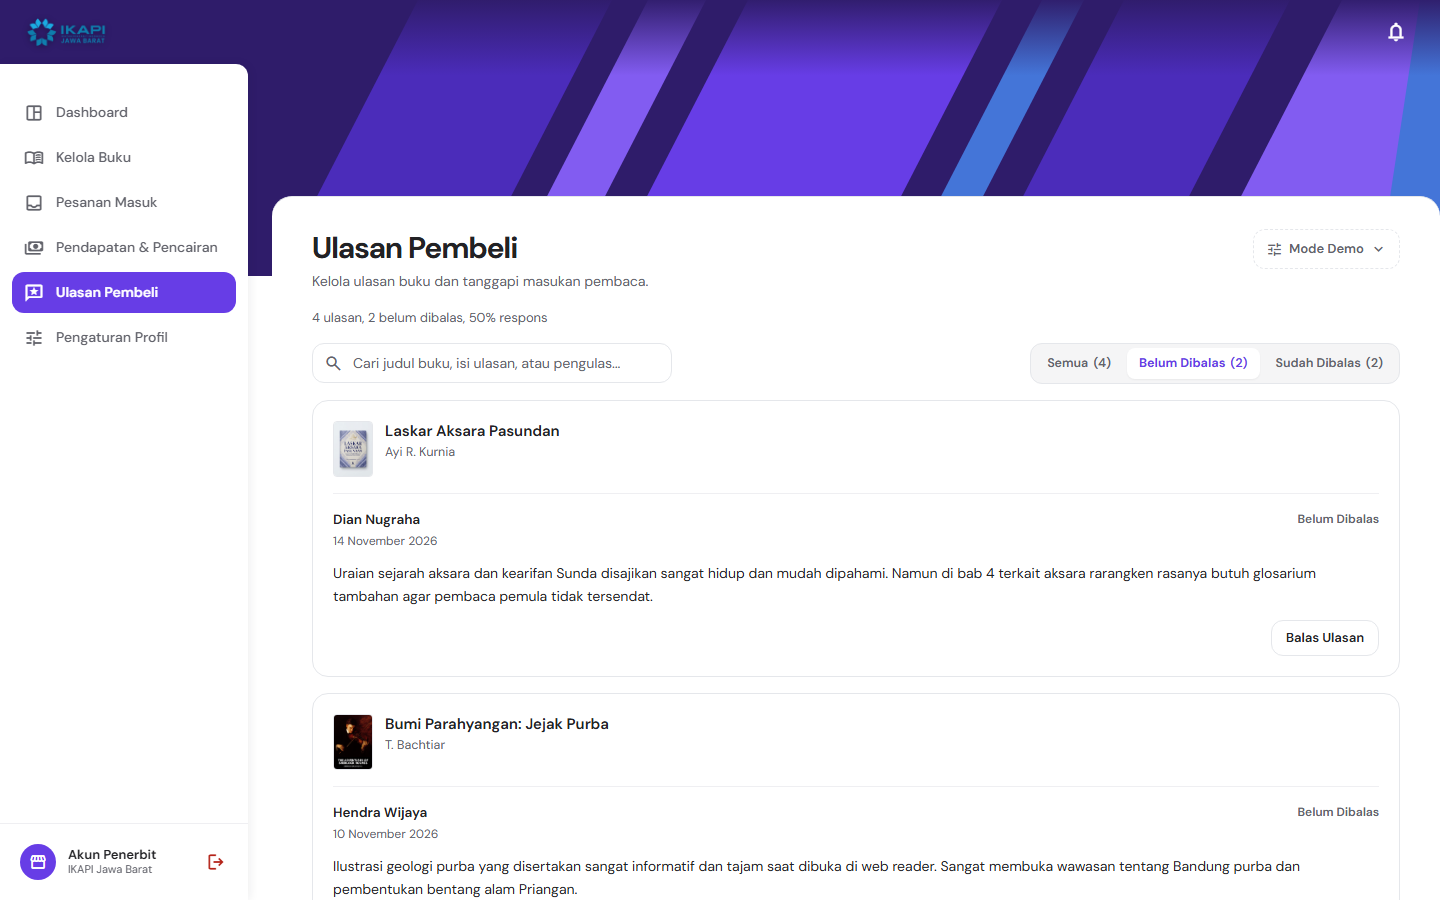 IKAPI
JAWA BARAT
Dashboard
Kelola Buku
Pesanan Masuk
Pendapatan & Pencairan
Ulasan Pembeli
Pengaturan Profil
Akun Penerbit
IKAPI Jawa Barat
Ulasan Pembeli
Mode Demo
Kelola ulasan buku dan tanggapi masukan pembaca.
4 ulasan, 2 belum dibalas, 50% respons
Cari judul buku, isi ulasan, atau pengulas...
Semua (4)
Belum Dibalas (2)
Sudah Dibalas (2)
LASKAR
AKSARA
PASUNDAN
Laskar Aksara Pasundan
Ayi R. Kurnia
Dian Nugraha
Belum Dibalas
14 November 2026
Uraian sejarah aksara dan kearifan Sunda disajikan sangat hidup dan mudah dipahami. Namun di bab 4 terkait aksara rarangken rasanya butuh glosarium
tambahan agar pembaca pemula tidak tersendat.
Balas Ulasan
Bumi Parahyangan: Jejak Purba
T. Bachtiar
Hendra Wijaya
Belum Dibalas
10 November 2026
Ilustrasi geologi purba yang disertakan sangat informatif dan tajam saat dibuka di web reader. Sangat membuka wawasan tentang Bandung purba dan
pembentukan bentang alam Priangan.